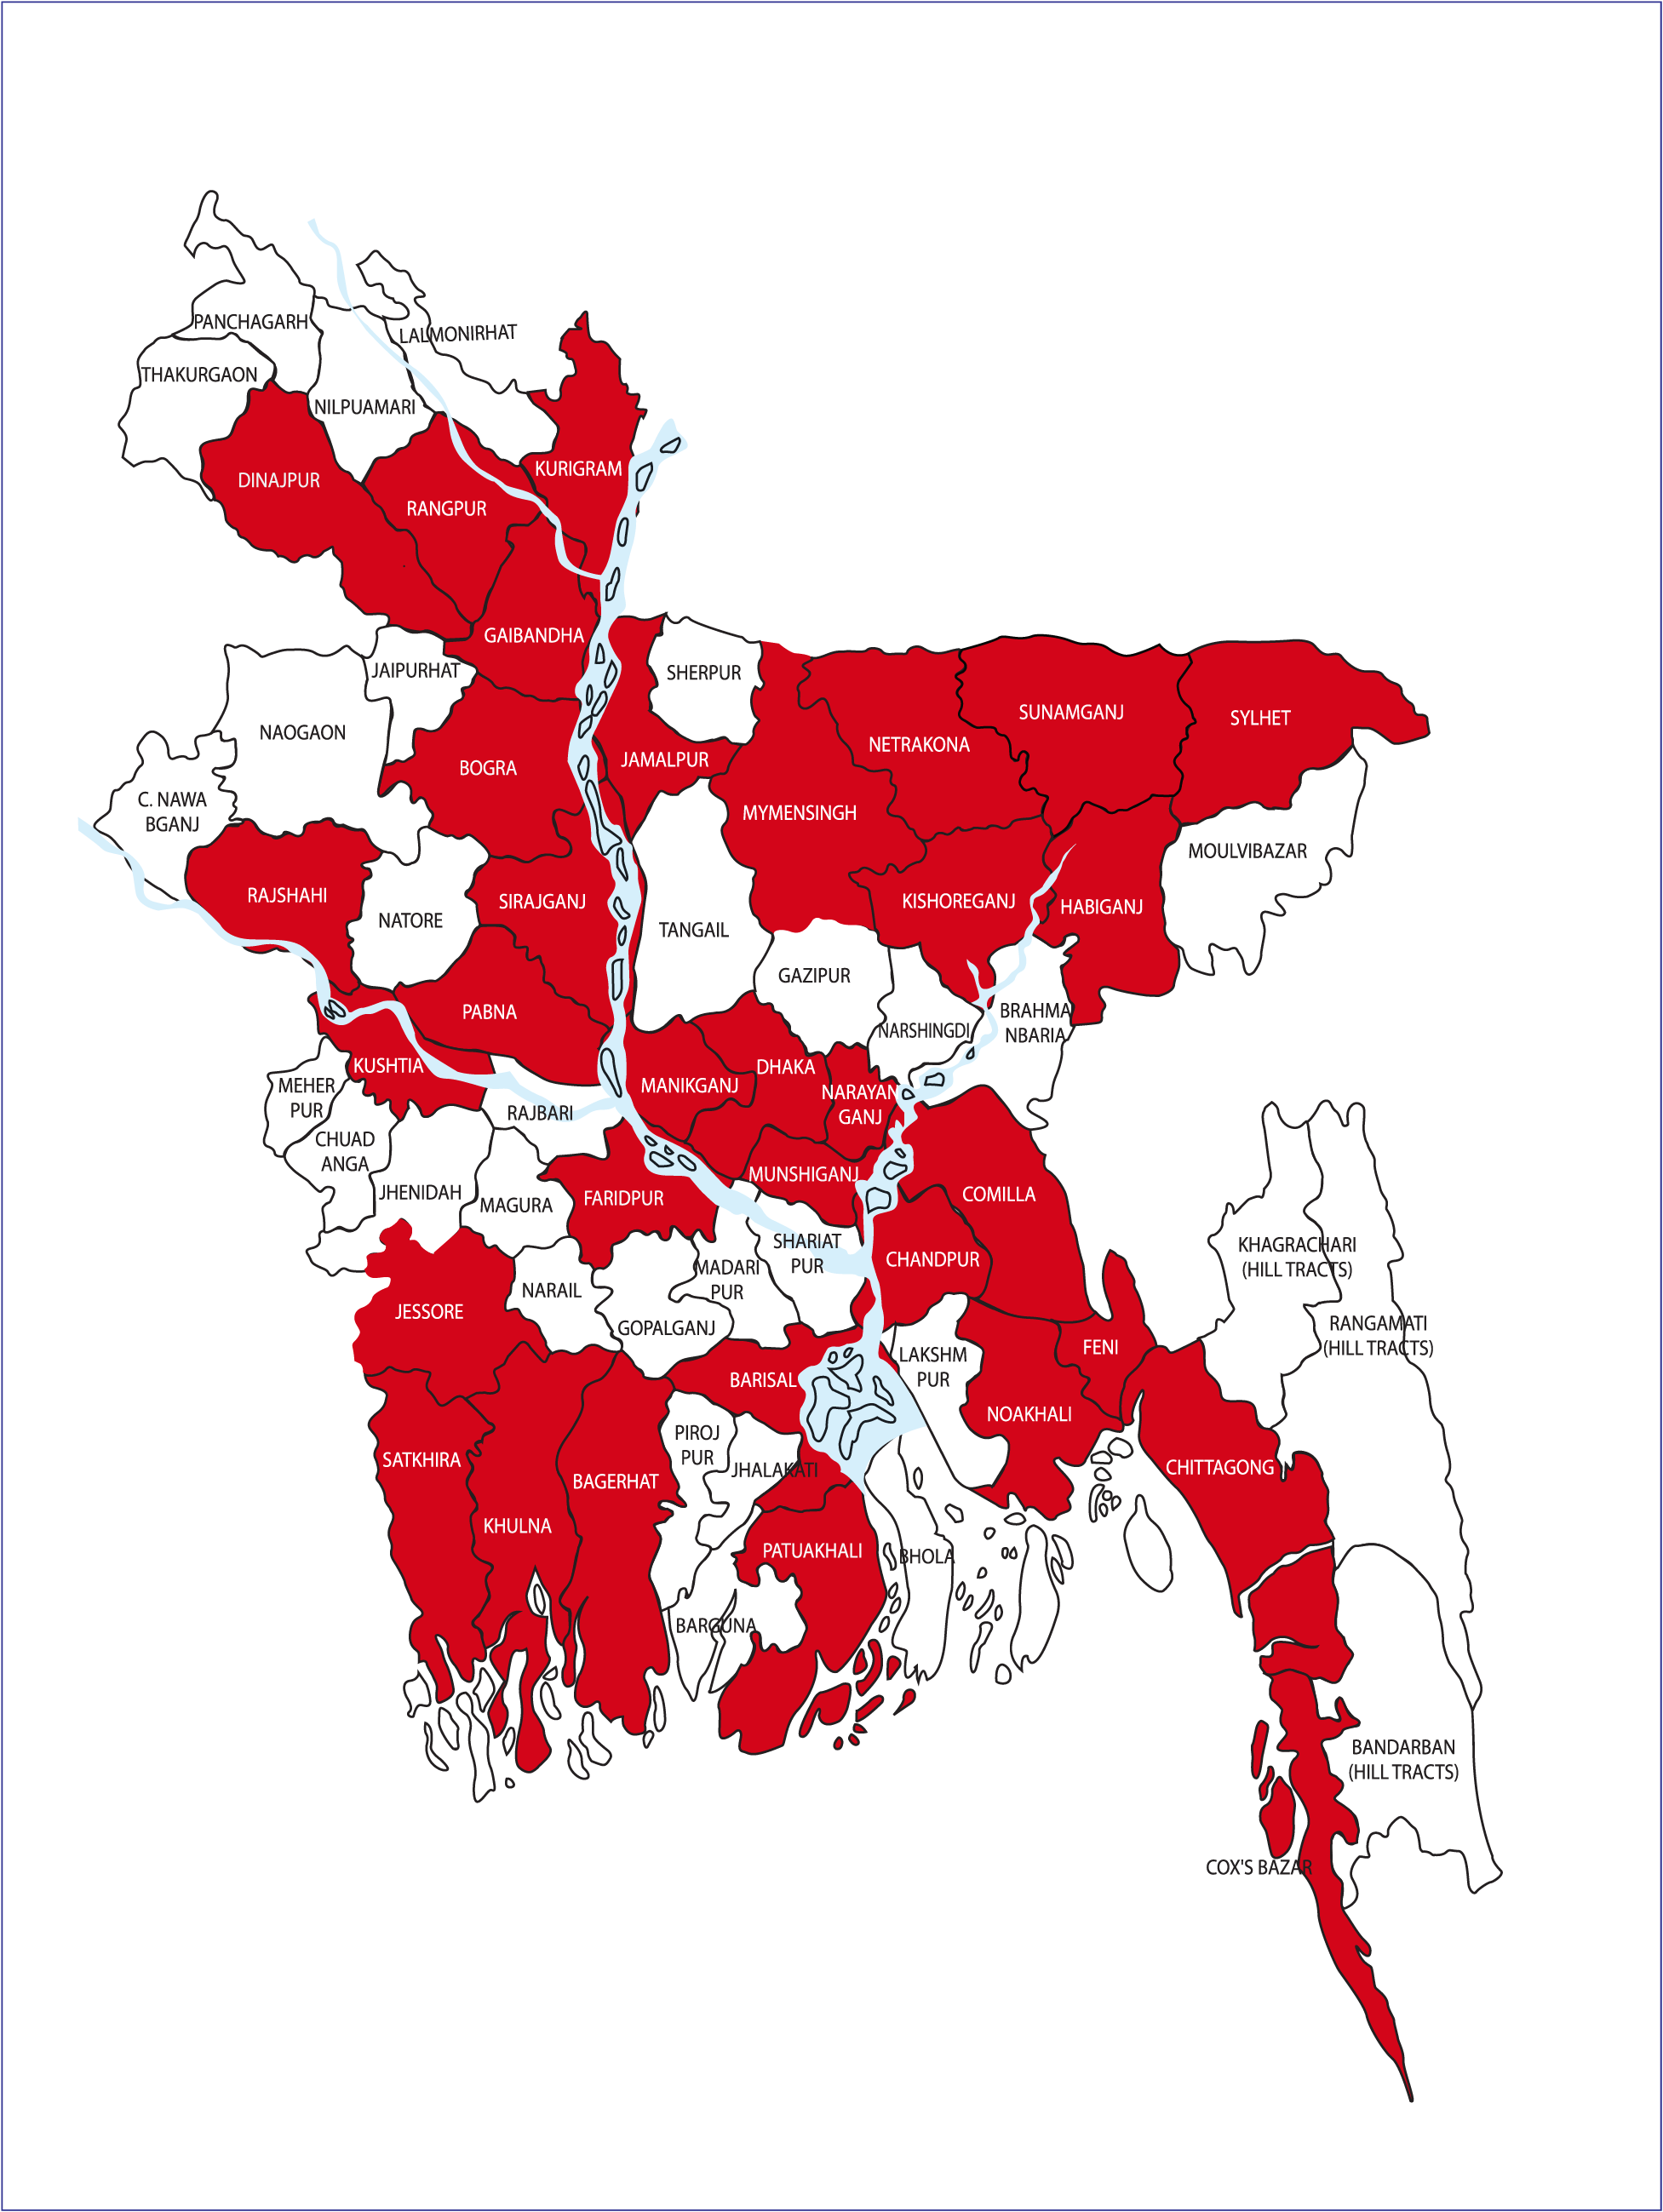 PANCHAGARH
LALMONIRHAT
THAKURGAON
NILPUAMARI
KURIGRAM
DINAJPUR
RANGPUR
GAIBANDHA
JAIPURHAT
SHERPUR
SUNAMGANJ
SYLHET
NAOGAON
NETRAKONA
JAMALPUR
BOGRA
C. NAWA
BGANJ
MYMENSINGH
MOULVIBAZAR
RAJSHAHI
SIRAJGANJ
KISHOREGANJ
HABIGANJ
NATORE
TANGAIL
GAZIPUR
PABNA
BRAHMA
NBARIA
NARSHINGDI
KUSHTIA
DHAKA
MEHER
PUR
MANIKGANJ
NARAYAN
GANJ
RAJBARI
CHUAD
ANGA
MUNSHIGANJ
JHENIDAH
MAGURA
FARIDPUR
COMILLA
SHARIAT
PUR
KHAGRACHARI
(HILL TRACTS)
CHANDPUR
MADARI
PUR
NARAIL
JESSORE
GOPALGANJ
RANGAMATI
(HILL TRACTS)
FENI
LAKSHM
PUR
BARISAL
NOAKHALI
PIROJ
PUR
SATKHIRA
JHALAKATI
CHITTAGONG
BAGERHAT
KHULNA
PATUAKHALI
BHOLA
BARGUNA
BANDARBAN
(HILL TRACTS)
COX'S BAZAR